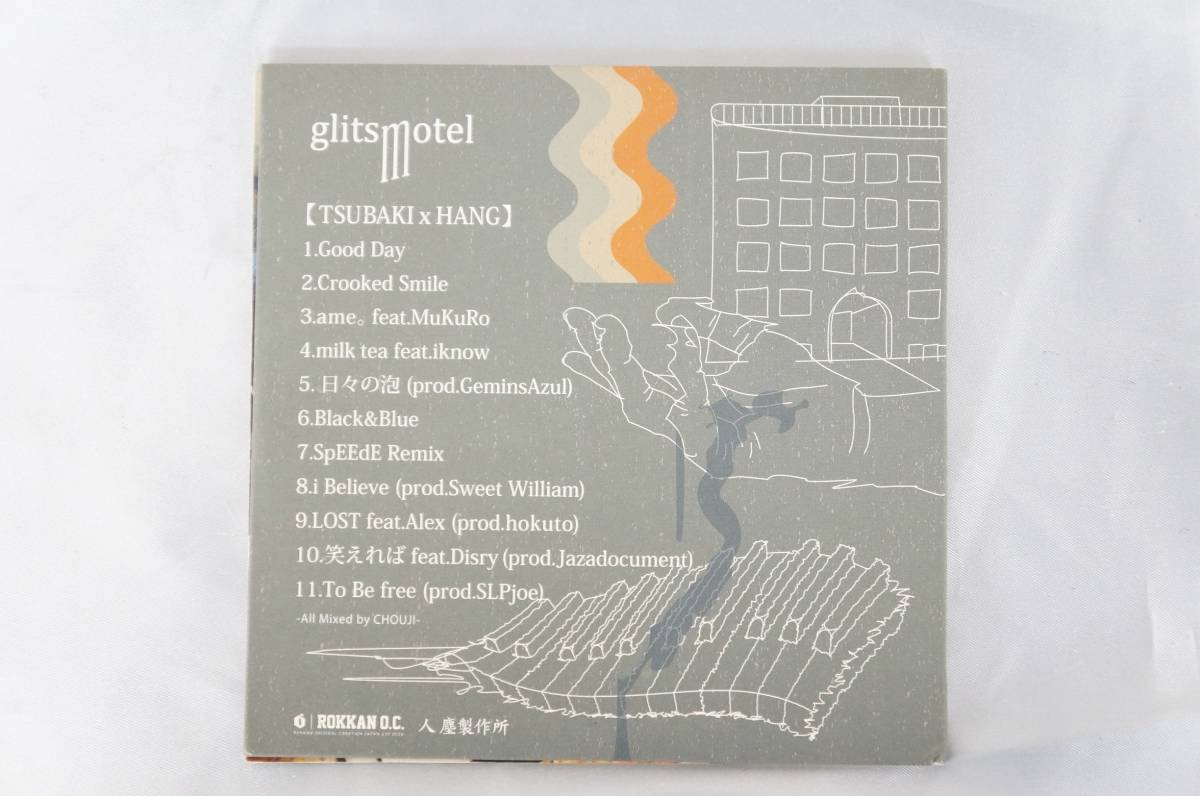 glitsmotel
【TSUBAKI x HANG】
1.Good Day
2.Crooked Smile
3.ame。feat.MuKuRo
4.milk tea feat.iknow
5. 日々の泡 (prod.GeminsAzul)
6.Black&Blue
7.SpEEdE Remix
8.i Believe (prod.Sweet William)
9.LOST feat.Alex (prod.hokuto)
10.笑えれば feat.Disry (prod.Jazadocument)
11.To Be free (prod.SLPjoe)
-All Mixed by CHOUJI-
ROKKAN O.C. 人塵製作所